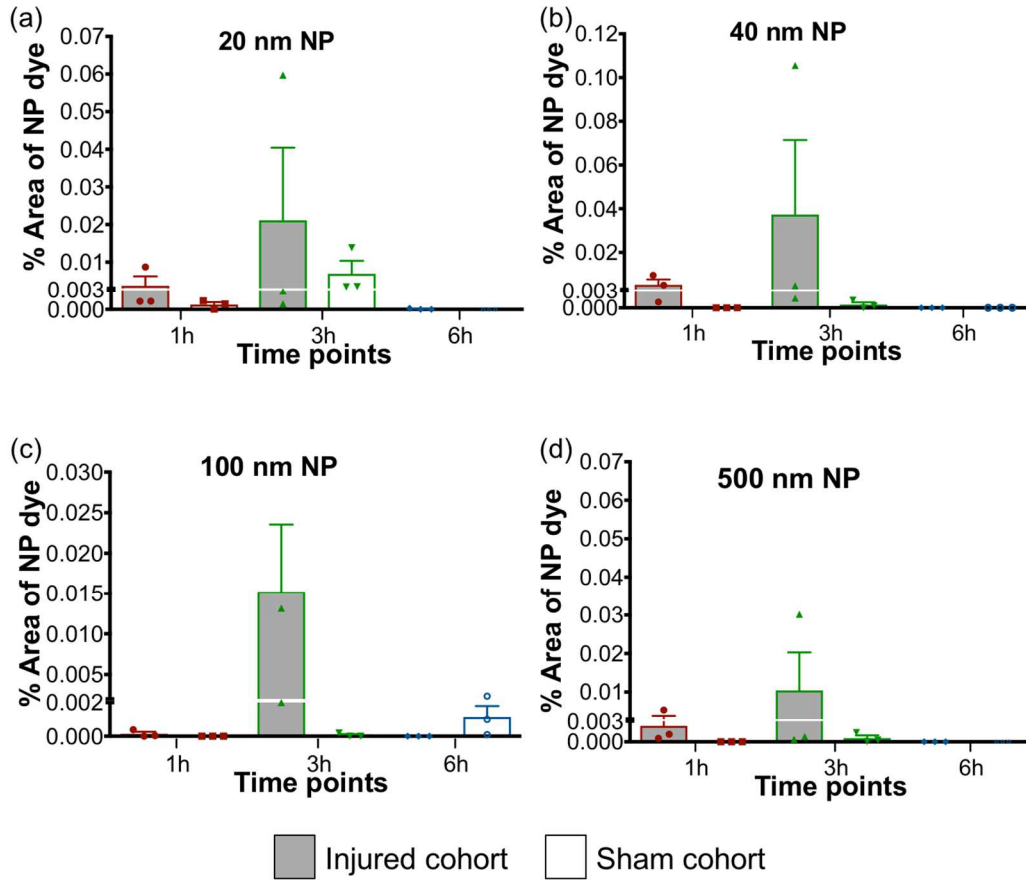 (a)
20 nm NP
% Area of NP dye
0.07
0.06
0.05
0.04
0.03
0.02
0.01
0.003
0.000
1h
3h
6h
Time points
(b)
40 nm NP
% Area of NP dye
0.12
0.10
0.08
0.06
0.04
0.02
0.003
0.000
1h
3h
6h
Time points
(c)
100 nm NP
% Area of NP dye
0.030
0.025
0.020
0.015
0.010
0.005
0.002
0.000
1h
3h
6h
Time points
(d)
500 nm NP
% Area of NP dye
0.07
0.06
0.05
0.04
0.03
0.02
0.01
0.003
0.000
1h
3h
6h
Time points
Injured cohort
Sham cohort